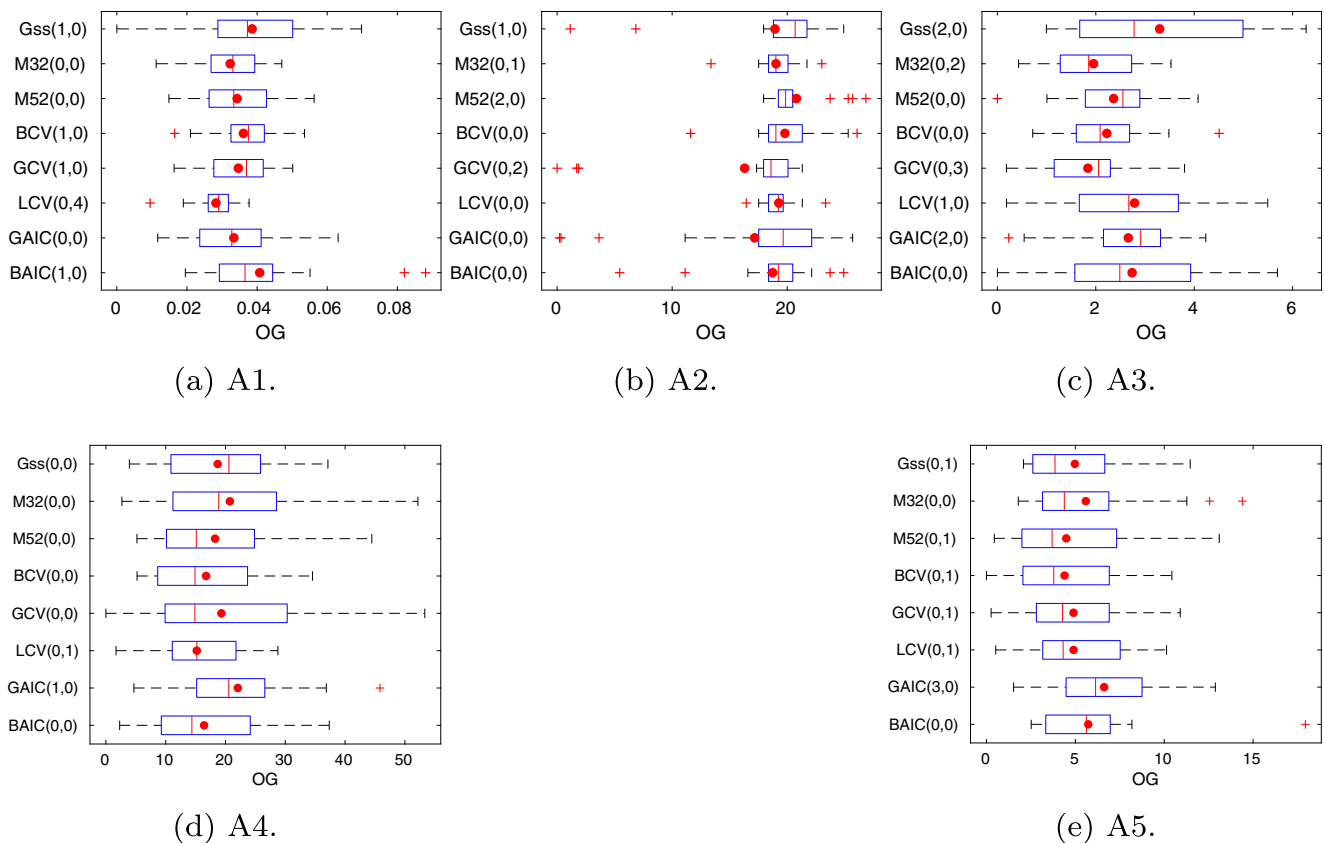 Gss(1,0)
M32(0,0)
M52(0,0)
BCV(1,0)
GCV(1,0)
LCV(0,4)
GAIC(0,0)
BAIC(1,0)
0 0.02 0.04 0.06 0.08
OG
(a) A1.
Gss(1,0)
M32(0,1)
M52(2,0)
BCV(0,0)
GCV(0,2)
LCV(0,0)
GAIC(0,0)
BAIC(0,0)
0 10 20
OG
(b) A2.
Gss(2,0)
M32(0,2)
M52(0,0)
BCV(0,0)
GCV(0,3)
LCV(1,0)
GAIC(2,0)
BAIC(0,0)
0 2 4 6
OG
(c) A3.
Gss(0,0)
M32(0,0)
M52(0,0)
BCV(0,0)
GCV(0,0)
LCV(0,1)
GAIC(1,0)
BAIC(0,0)
0 10 20 30 40 50
OG
(d) A4.
Gss(0,1)
M32(0,0)
M52(0,1)
BCV(0,1)
GCV(0,1)
LCV(0,1)
GAIC(3,0)
BAIC(0,0)
0 5 10 15
OG
(e) A5.